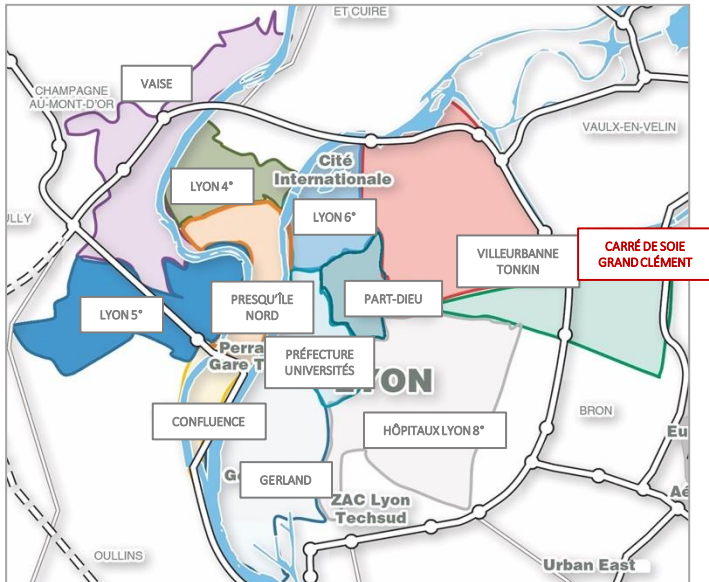 ET CUIRE
VAISE
CHAMPAGNE
AU-MONT-D'OR
VAULX-EN-VELIN
Cité
Internationale
LYON 4°
LYON 6°
ULLY
VILLEURBANNE
TONKIN
CARRÉ DE SOIE
GRAND CLÉMENT
PRESQU'ÎLE
NORD
PART-DIEU
LYON 5°
Perra
Gare T
PRÉFECTURE
UNIVERSITÉS
LYON
BRON
CONFLUENCE
HÔPITAUX LYON 8°
Eu
GERLAND
ZAC Lyon
Techsud
Aé
OULLINS
Urban East